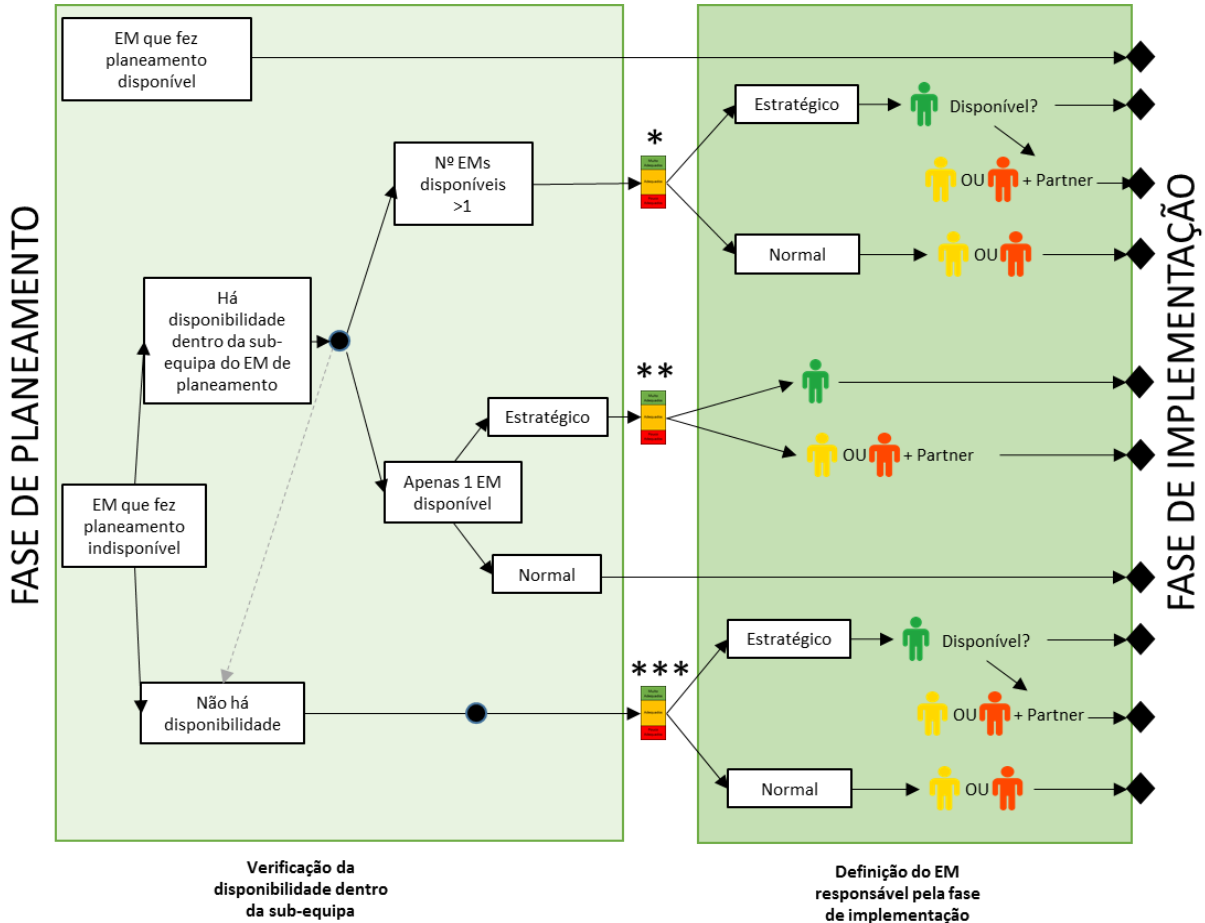 FASE DE PLANEAMENTO
EM que fez
planeamento
disponível
Nº EMs
disponíveis
>1
Há
disponibilidade
dentro da sub-
equipa do EM de
planeamento
EM que fez
planeamento
indisponível
Estratégico
Apenas 1 EM
disponível
Normal
Não há
disponibilidade
*
Estratégico
Disponível?
OU
+ Partner
Normal
OU
**
OU
+ Partner
***
Estratégico
Disponível?
OU
+ Partner
Normal
OU
FASE DE IMPLEMENTAÇÃO
Verificação da
disponibilidade dentro
da sub-equipa
Definição do EM
responsável pela fase
de implementação